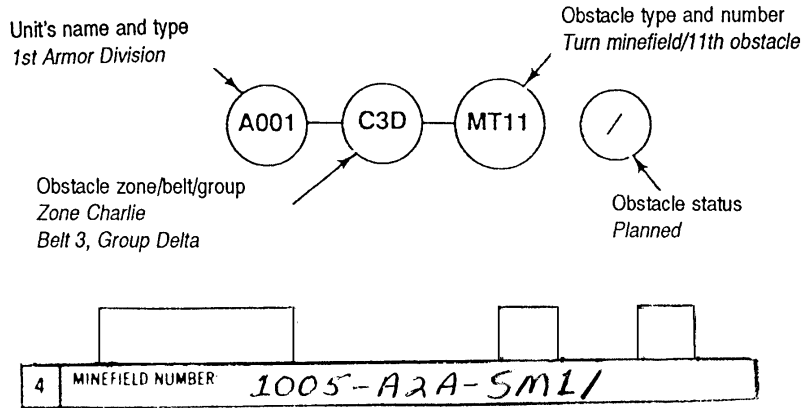 Unit's name and type
1st Armor Division
Obstacle type and number
Turn minefield/11th obstacle
A001 C3D MT11 /
Obstacle zone/belt/group
Zone Charlie
Belt 3, Group Delta
Obstacle status
Planned
4 MINEFIELD NUMBER: 1005-A2A-SM1/